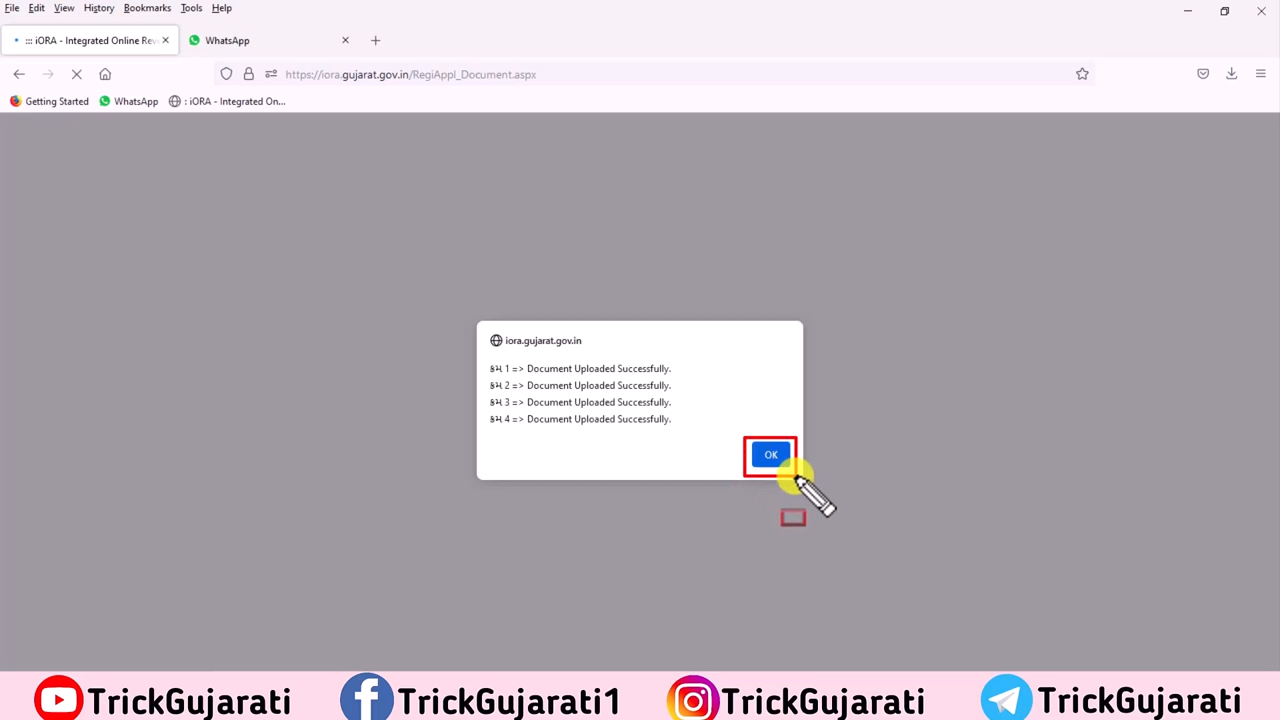 File Edit View History Bookmarks Tools Help
::: iORA - Integrated Online Rev
WhatsApp
https://iora.gujarat.gov.in/RegiAppl_Document.aspx
Getting Started WhatsApp : iORA - Integrated On...
iora.gujarat.gov.in
ક્રમ 1 => Document Uploaded Successfully.
ક્રમ 2 => Document Uploaded Successfully.
ક્રમ 3 => Document Uploaded Successfully.
ક્રમ 4 => Document Uploaded Successfully.
OK
TrickGujarati TrickGujarati1 TrickGujarati TrickGujarati